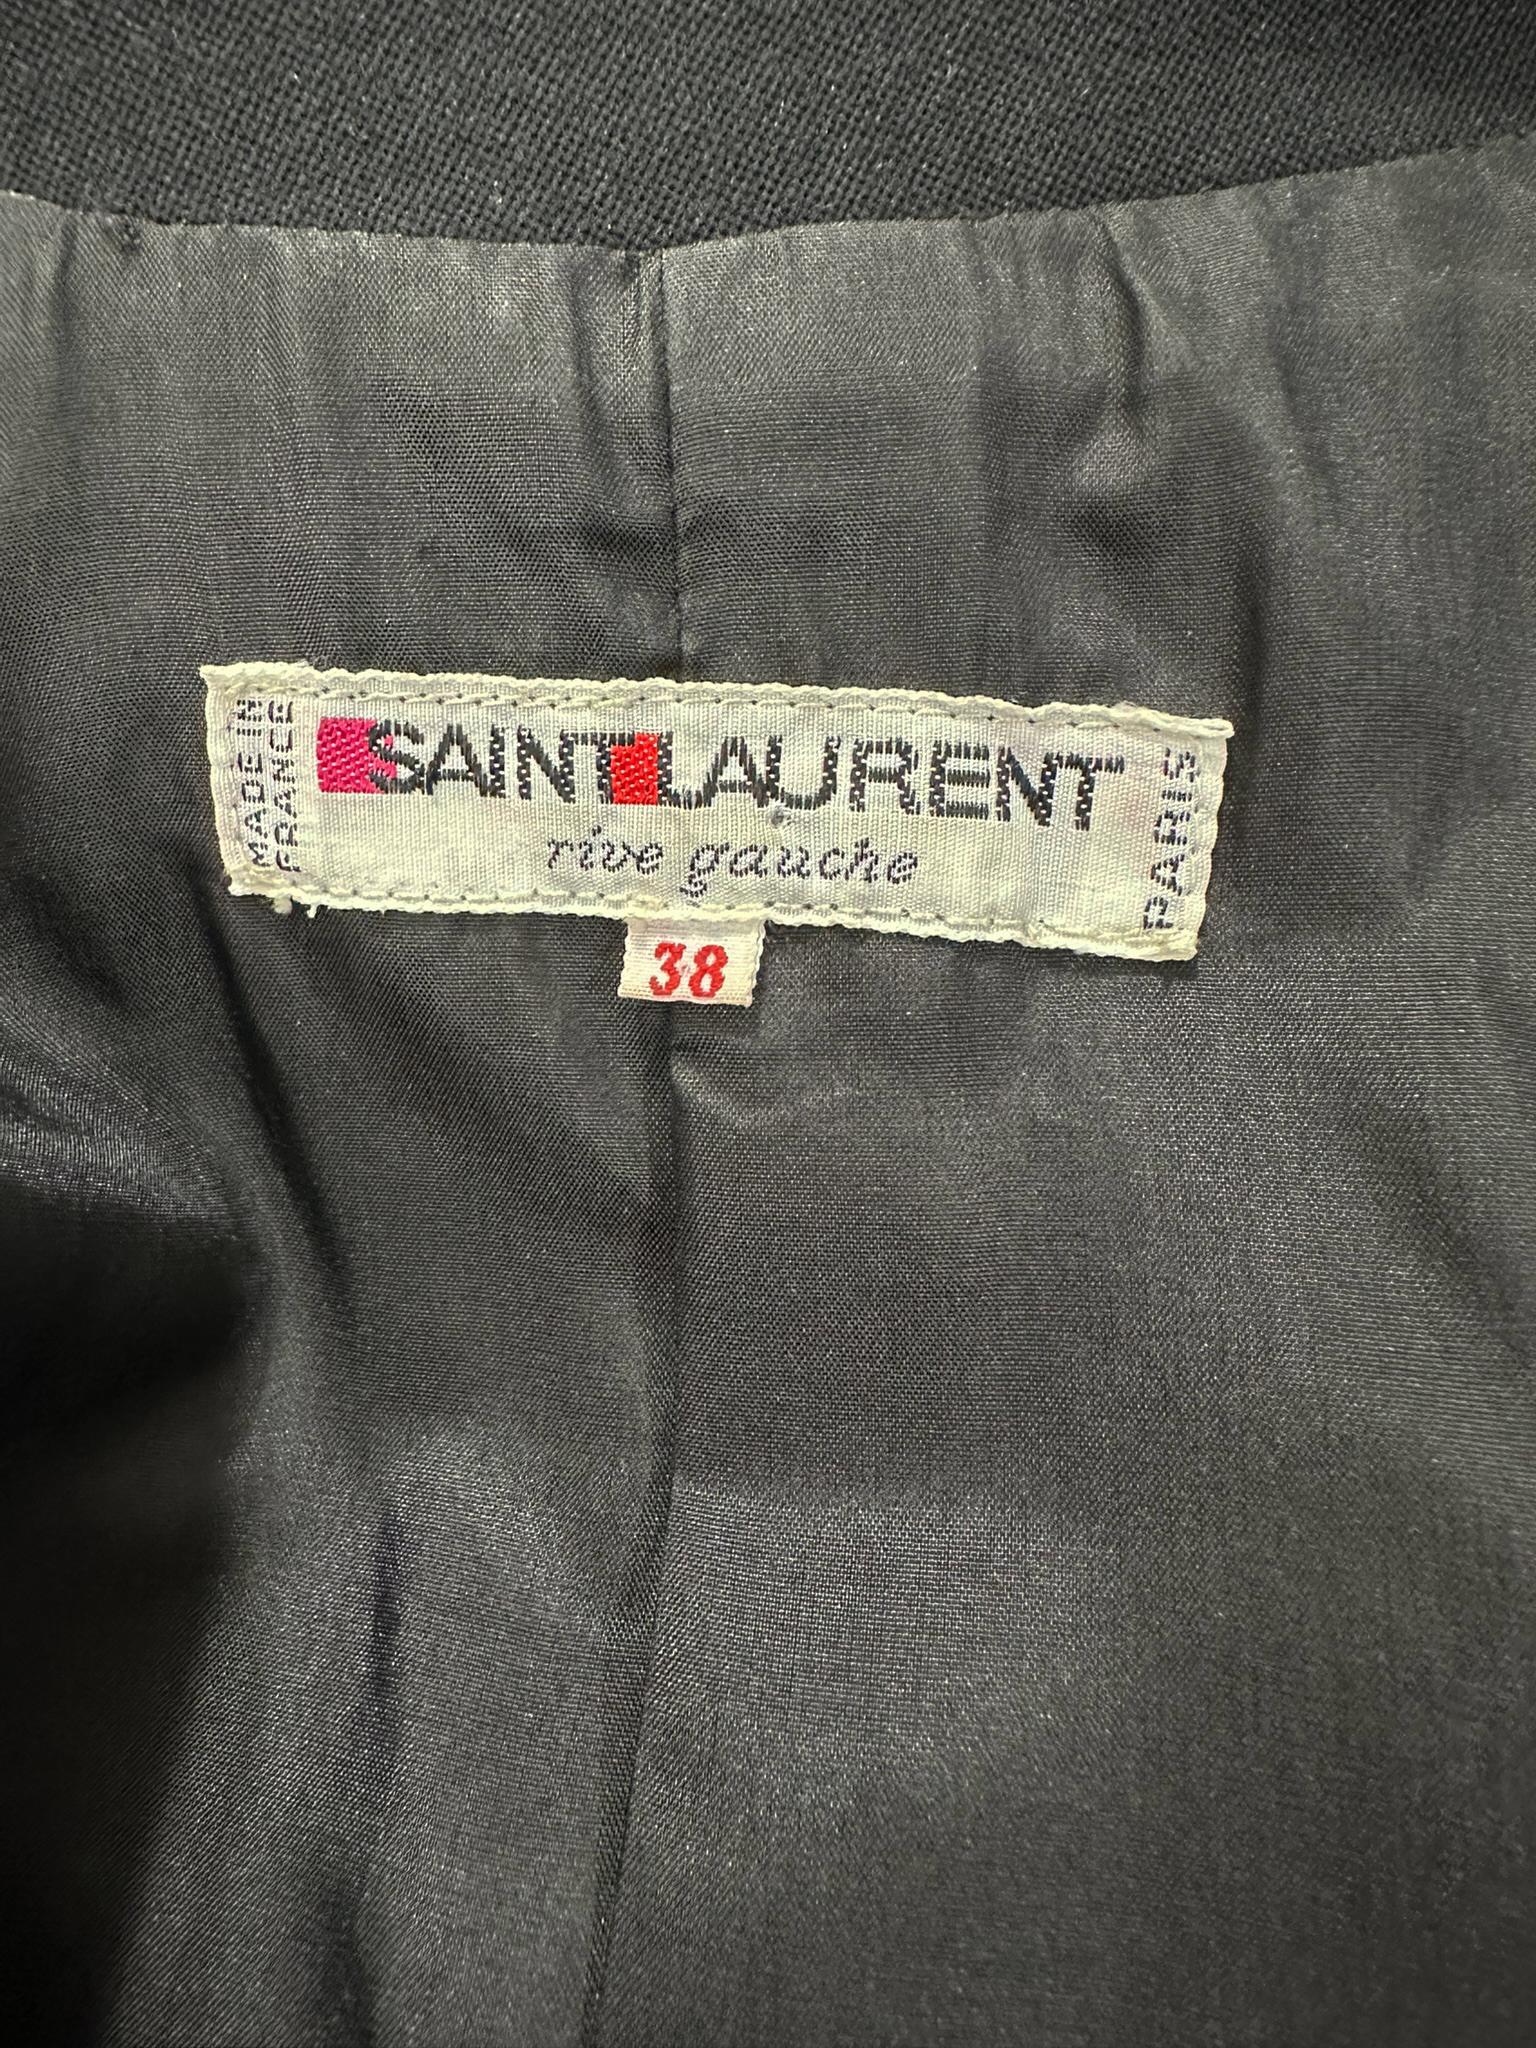 MADE IN
FRANCE
SAINT LAURENT
rive gauche
PARIS
38